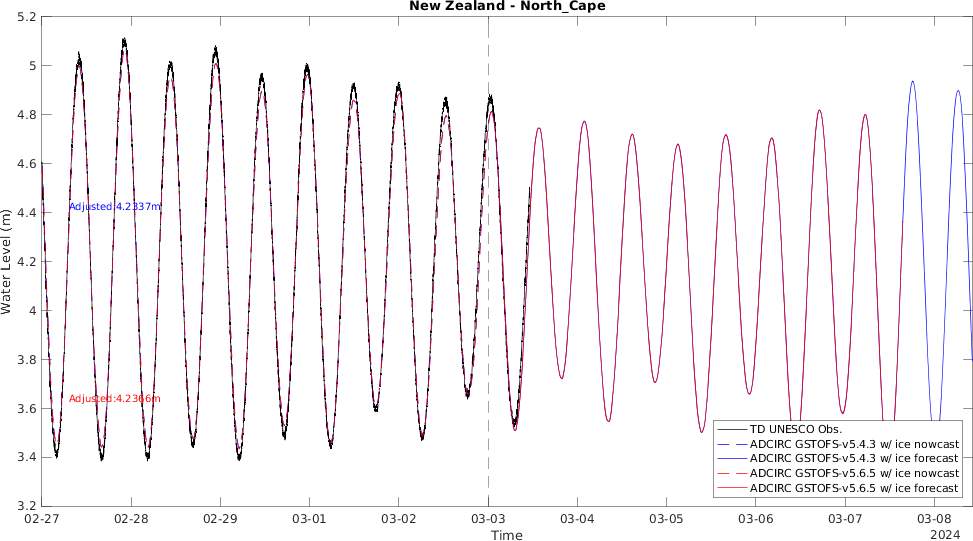 New Zealand - North_Cape
Water Level (m)
5.2
5
4.8
4.6
4.4
4.2
4
3.8
3.6
3.4
3.2
Adjusted:4.2337m
Adjusted:4.2366m
TD UNESCO Obs.
ADCIRC GSTOFS-v5.4.3 w/ ice nowcast
ADCIRC GSTOFS-v5.4.3 w/ ice forecast
ADCIRC GSTOFS-v5.6.5 w/ ice nowcast
ADCIRC GSTOFS-v5.6.5 w/ ice forecast
02-27 02-28 02-29 03-01 03-02 03-03 03-04 03-05 03-06 03-07 03-08
Time
2024